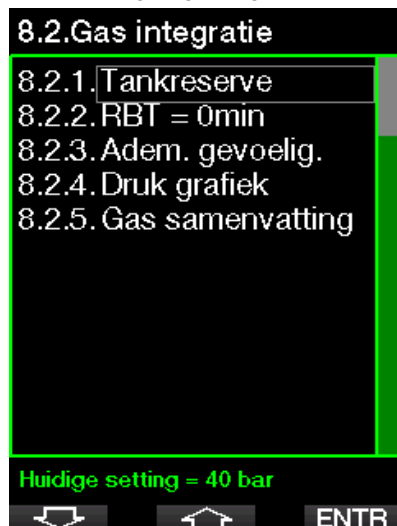 8.2.Gas integratie
8.2.1. Tankreserve
8.2.2. RBT = 0min
8.2.3. Adem. gevoelig.
8.2.4. Druk grafiek
8.2.5. Gas samenvatting
Huidige setting = 40 bar
ENTR